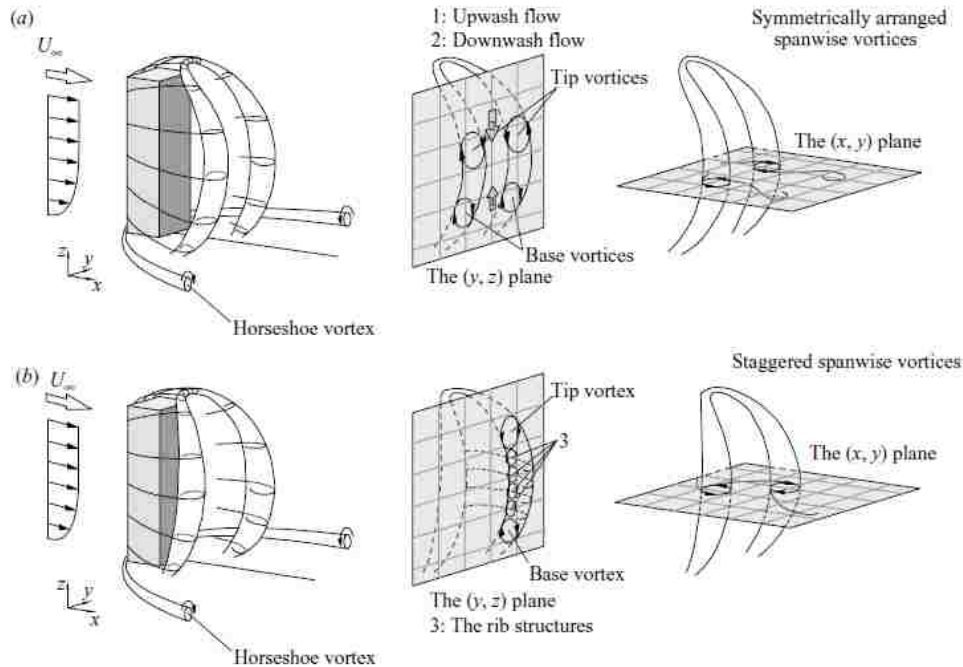 (a)
U∞
z
y
x
Horseshoe vortex
1: Upwash flow
2: Downwash flow
Tip vortices
Base vortices
The (y, z) plane
Symmetrically arranged
spanwise vortices
The (x, y) plane
(b)
U∞
z
y
x
Horseshoe vortex
Tip vortex
3
Base vortex
The (y, z) plane
3: The rib structures
Staggered spanwise vortices
The (x, y) plane